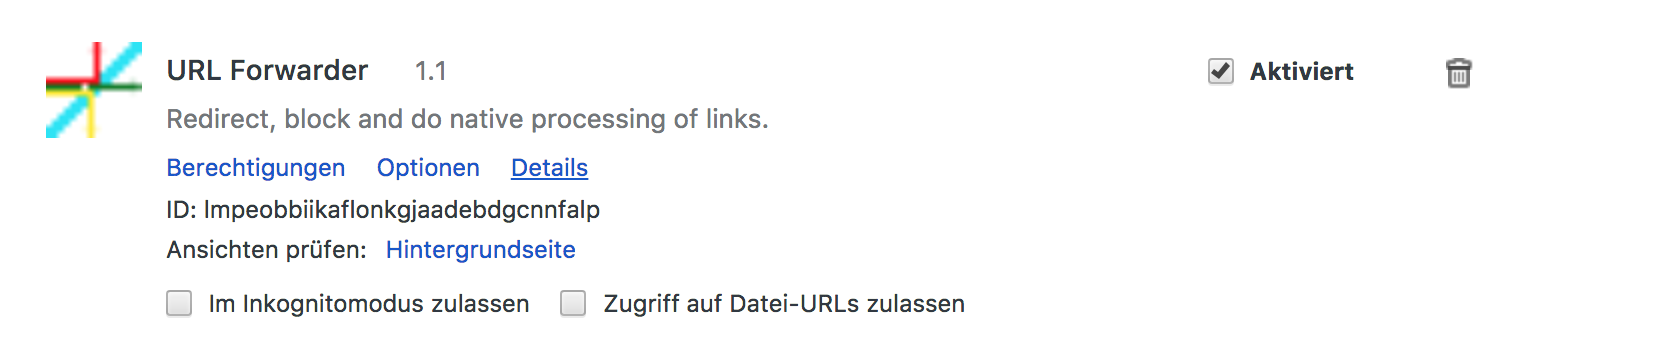 URL Forwarder 1.1 Aktiviert
Redirect, block and do native processing of links.
Berechtigungen Optionen Details
ID: lmpeobbiikaflonkgjaadebdgcnnfalp
Ansichten prüfen: Hintergrundseite
Im Inkognitomodus zulassen Zugriff auf Datei-URLs zulassen